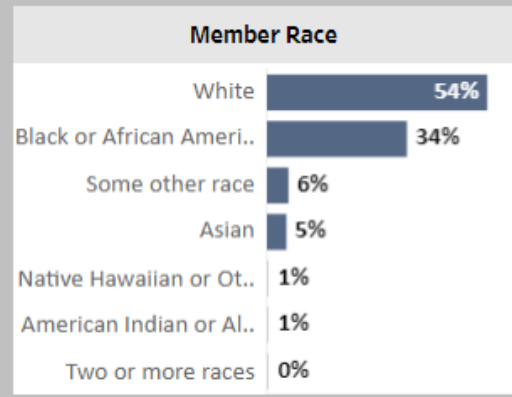 Member Race
White 54%
Black or African Ameri.. 34%
Some other race 6%
Asian 5%
Native Hawaiian or Ot.. 1%
American Indian or Al.. 1%
Two or more races 0%